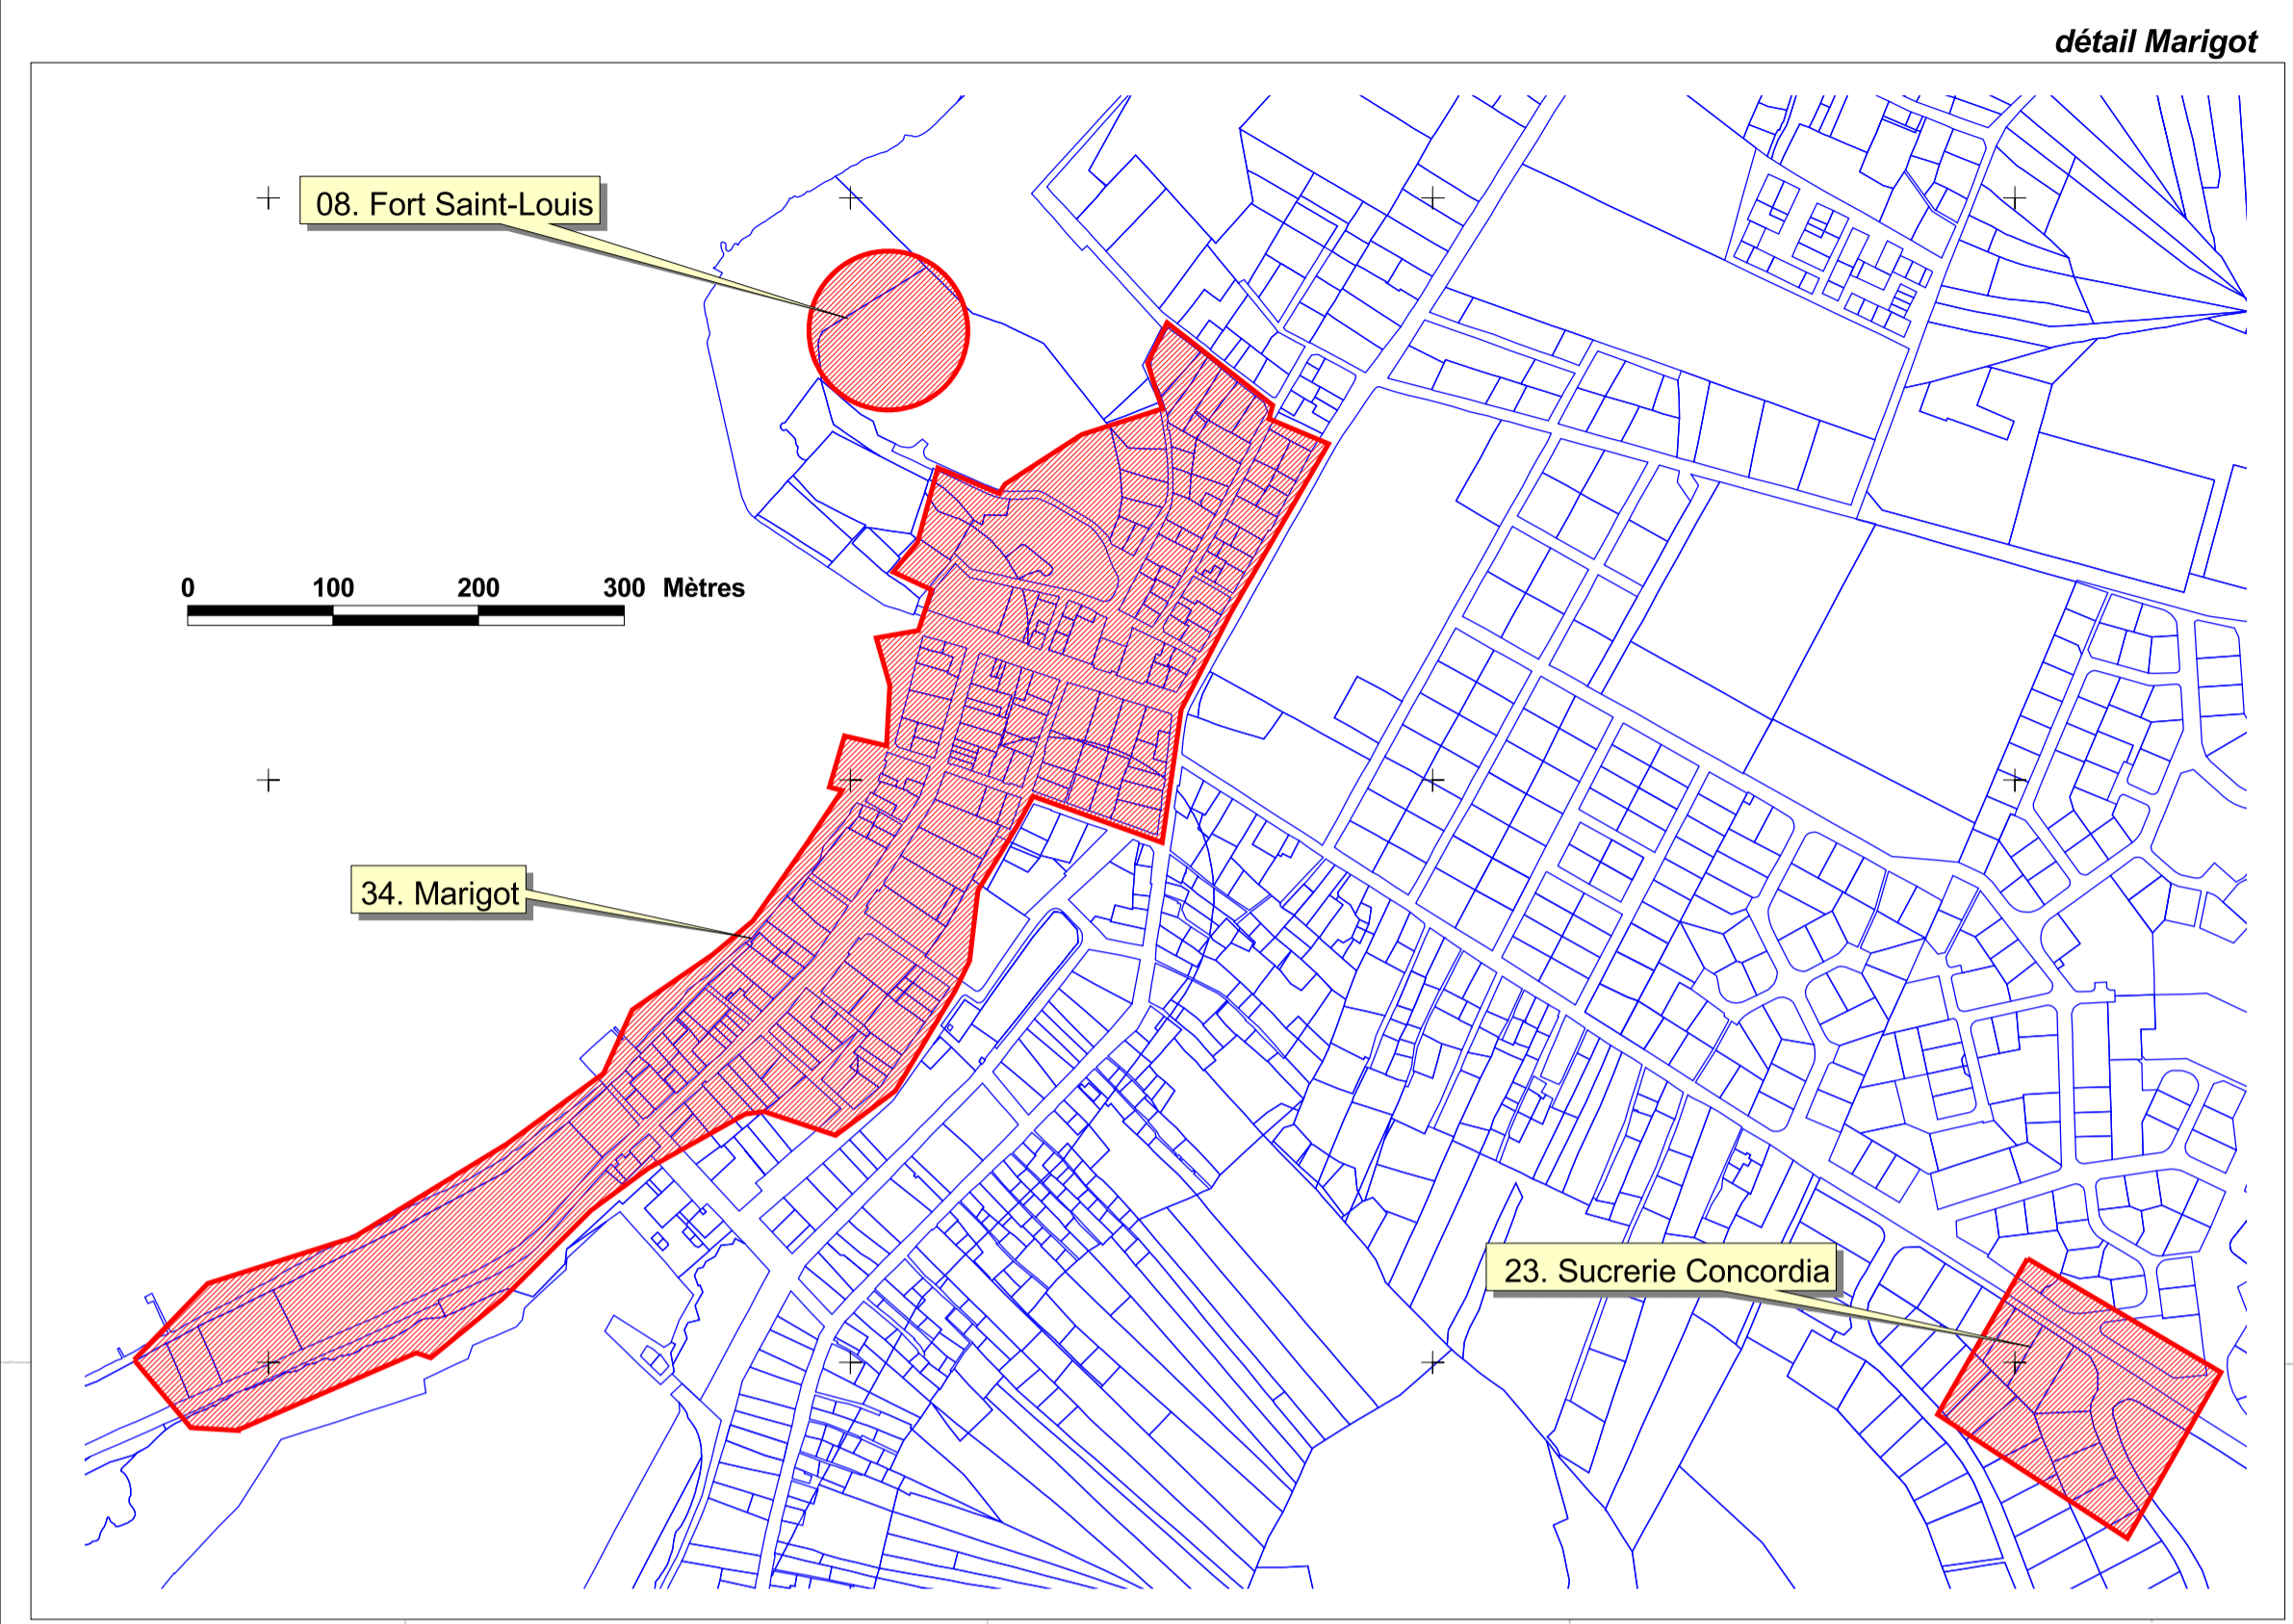 détail Marigot
08. Fort Saint-Louis
0 100 200 300 Mètres
34. Marigot
23. Sucrerie Concordia